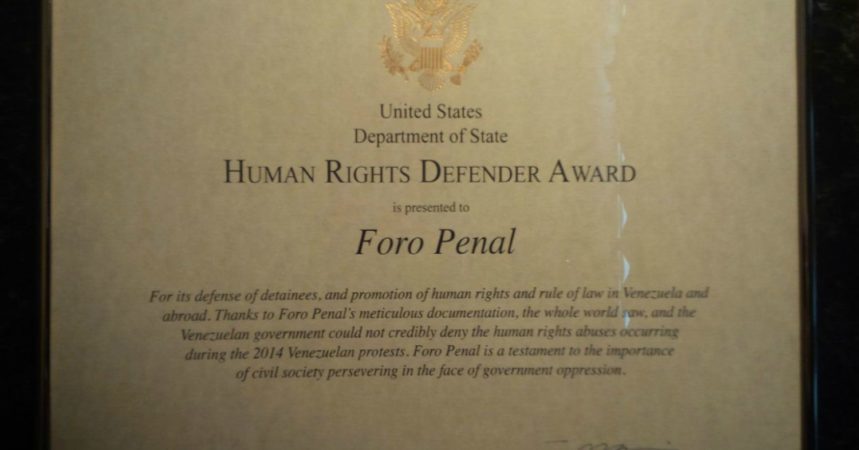 United States
Department of State
HUMAN RIGHTS DEFENDER AWARD
is presented to
Foro Penal
For its defense of detainees, and promotion of human rights and rule of law in Venezuela and
abroad. Thanks to Foro Penal's meticulous documentation, the whole world saw, and the
Venezuelan government could not credibly deny the human rights abuses occurring
during the 2014 Venezuelan protests. Foro Penal is a testament to the importance
of civil society persevering in the face of government oppression.